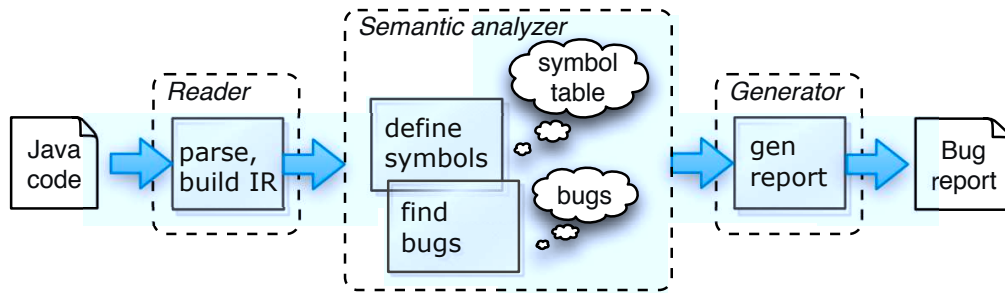 Semantic analyzer
Reader
Generator
Java
code
parse,
build IR
define
symbols
symbol
table
find
bugs
bugs
gen
report
Bug
report